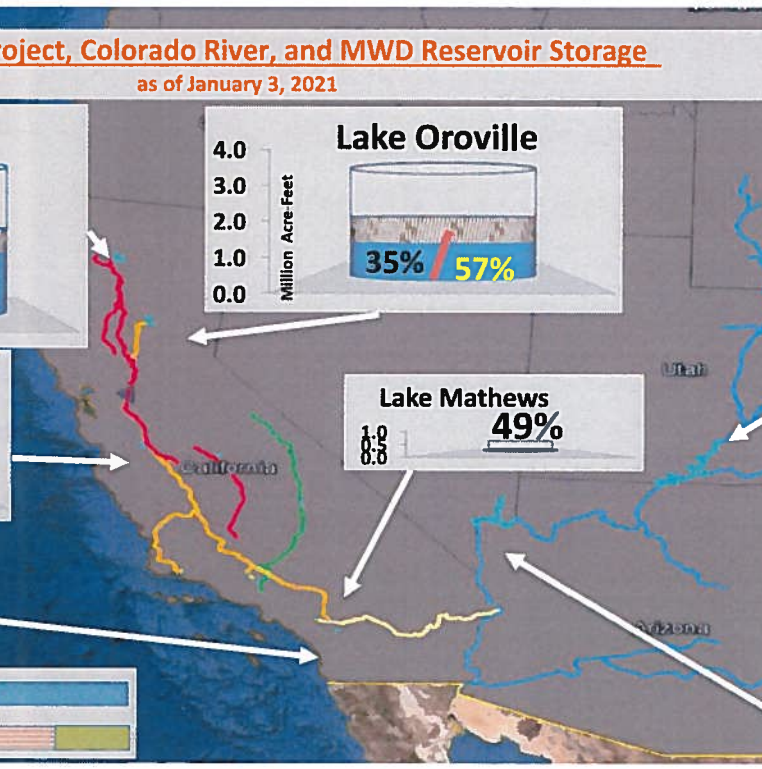 roject, Colorado River, and MWD Reservoir Storage
as of January 3, 2021
Lake Oroville
4.0
3.0
2.0
1.0
0.0
Million Acre-Feet
35%
57%
Utah
Lake Mathews
49%
1.0
0.5
0.0
California
Arizona